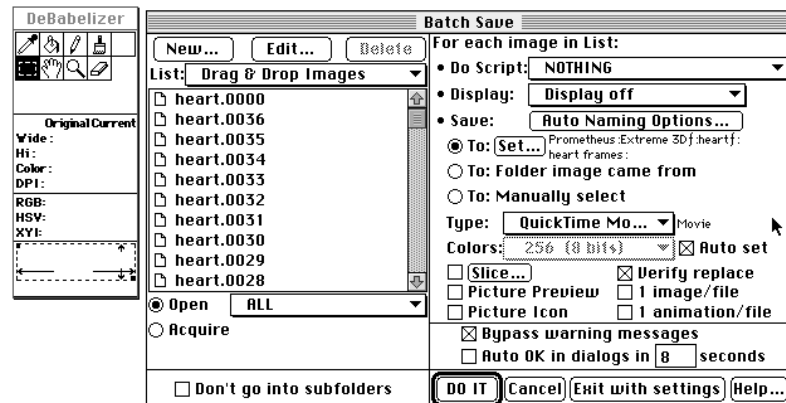 DeBabelizer
Original Current
Wide:
Hi:
Color:
DPI:
RGB:
HSV:
XYI:
Batch Save
New... Edit... Delete
List: Drag & Drop Images
heart.0000
heart.0036
heart.0035
heart.0034
heart.0033
heart.0032
heart.0031
heart.0030
heart.0029
heart.0028
Open ALL
Acquire
Don't go into subfolders
For each image in List:
• Do Script: NOTHING
• Display: Display off
• Save: Auto Naming Options...
To: Set... Prometheus:Extreme 3Dƒ:heartƒ:
heart frames:
To: Folder image came from
To: Manually select
Type: QuickTime Mo... Movie
Colors: 256 (8 bits) Auto set
Slice... Verify replace
Picture Preview 1 image/file
Picture Icon 1 animation/file
Bypass warning messages
Auto OK in dialogs in 8 seconds
DO IT Cancel Exit with settings Help...